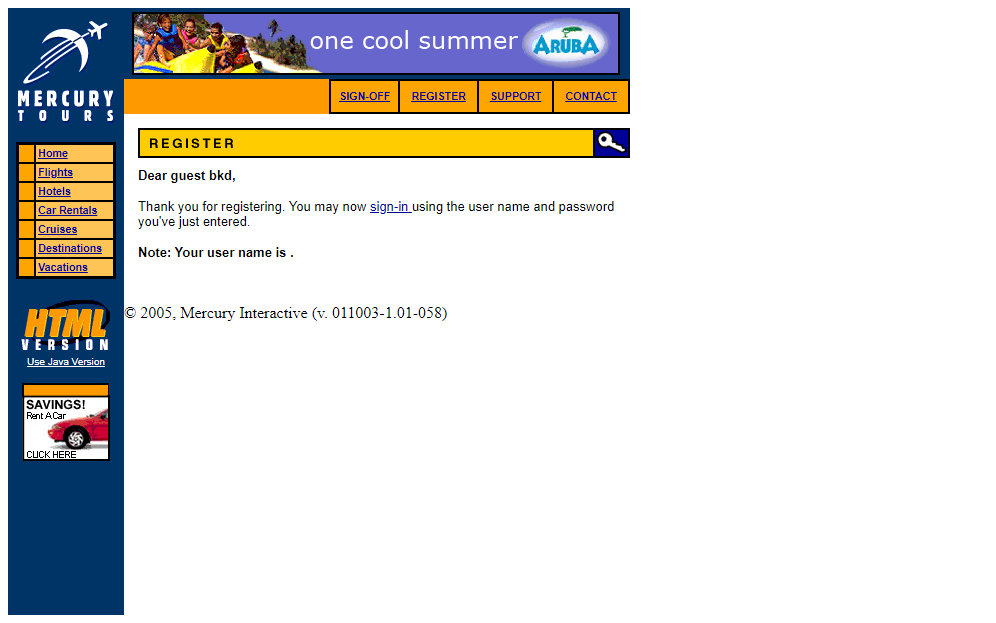 one cool summer
ARUBA
MERCURY
TOURS
SIGN-OFF
REGISTER
SUPPORT
CONTACT
REGISTER
Home
Flights
Hotels
Car Rentals
Cruises
Destinations
Vacations
Dear guest bkd,
Thank you for registering. You may now sign-in using the user name and password
you've just entered.
Note: Your user name is .
© 2005, Mercury Interactive (v. 011003-1.01-058)
HTML
VERSION
Use Java Version
SAVINGS!
Rent A Car
CLICK HERE